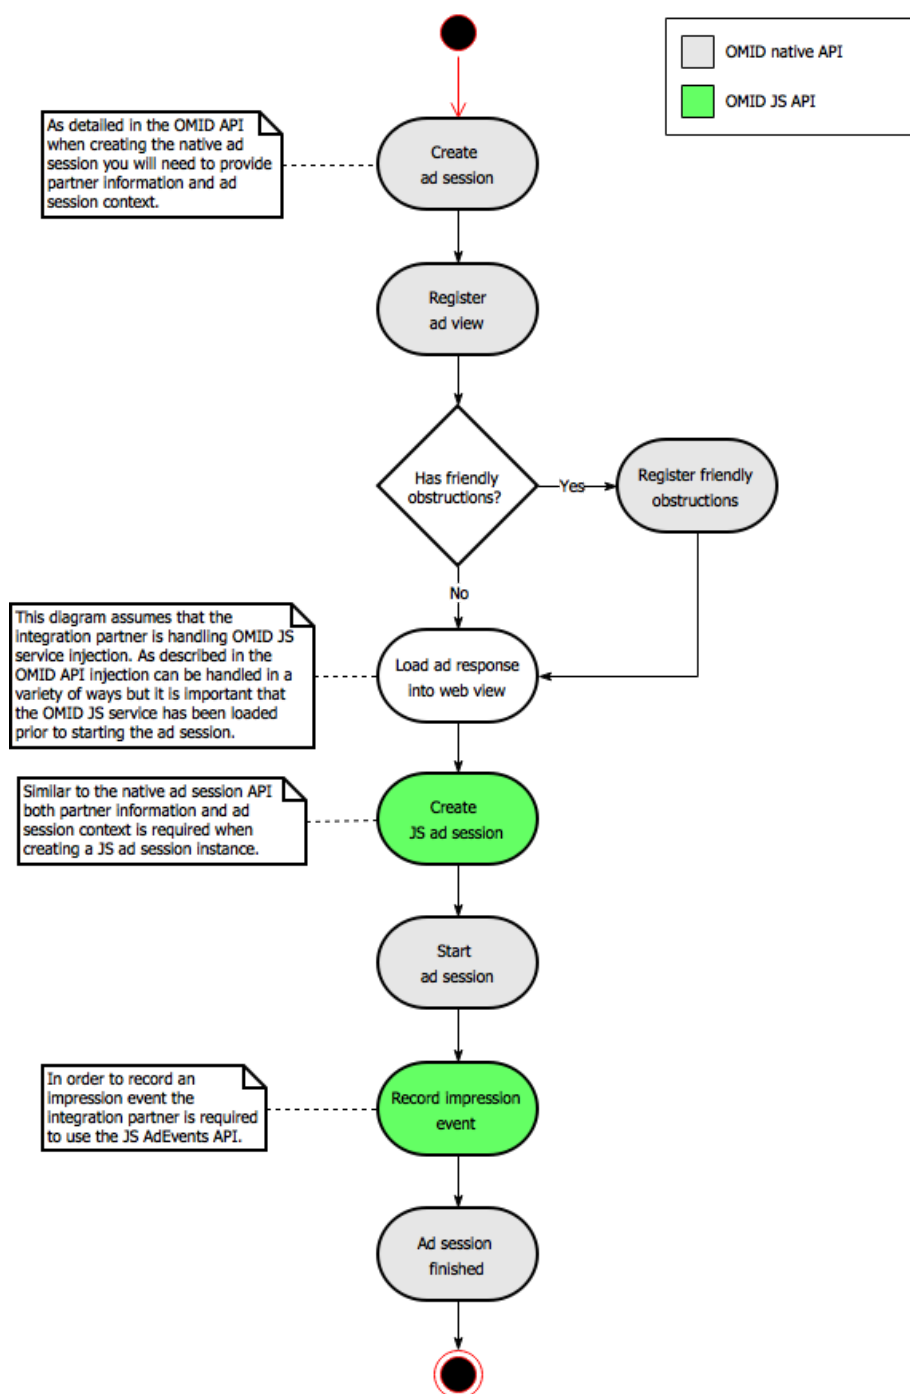 OMID native API
OMID JS API
As detailed in the OMID API
when creating the native ad
session you will need to provide
partner information and ad
session context.
Create
ad session
Register
ad view
Has friendly
obstructions?
Yes
Register friendly
obstructions
No
This diagram assumes that the
integration partner is handling OMID JS
service injection. As described in the
OMID API injection can be handled in a
variety of ways but it is important that
the OMID JS service has been loaded
prior to starting the ad session.
Load ad response
into web view
Similar to the native ad session API
both partner information and ad
session context is required when
creating a JS ad session instance.
Create
JS ad session
Start
ad session
In order to record an
impression event the
integration partner is required
to use the JS AdEvents API.
Record impression
event
Ad session
finished